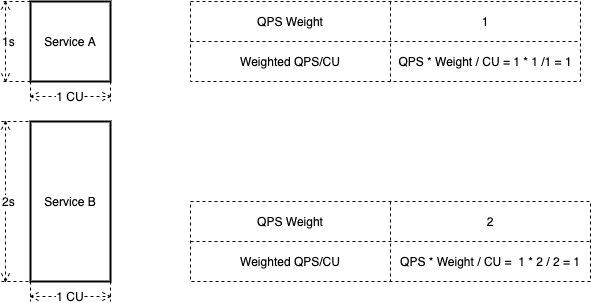 1s
Service A
1 CU
QPS Weight 1
Weighted QPS/CU QPS * Weight / CU = 1 * 1 /1 = 1
2s
Service B
1 CU
QPS Weight 2
Weighted QPS/CU QPS * Weight / CU = 1 * 2 / 2 = 1